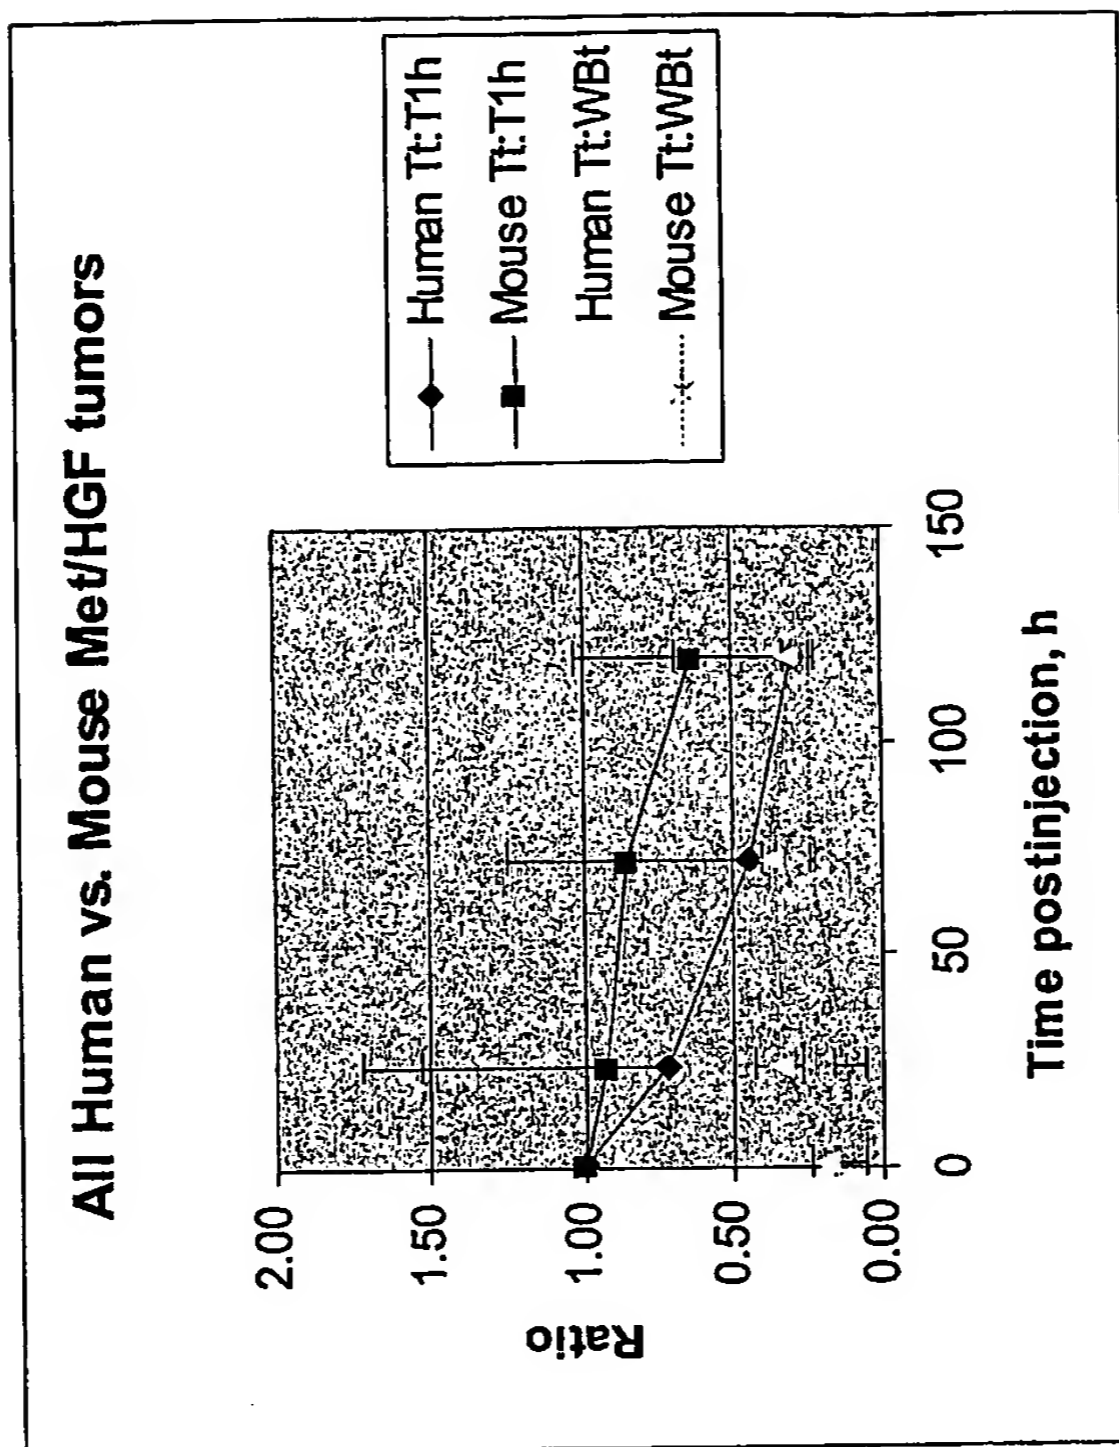 All Human vs. Mouse Met/HGF tumors
Ratio
2.00
1.50
1.00
0.50
0.00
0
50
100
150
Time postinjection, h
Human Tt:T1h
Mouse Tt:T1h
Human Tt:WBt
Mouse Tt:WBt